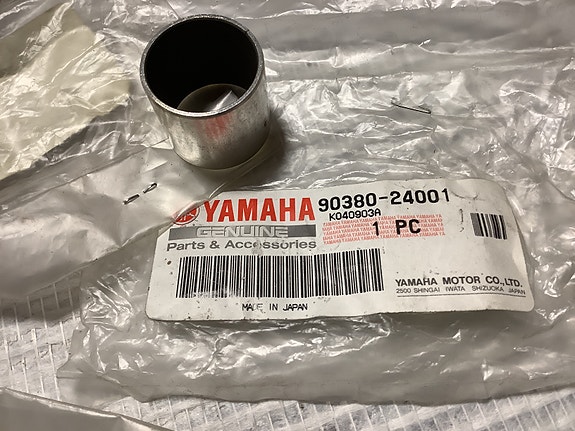 YAMAHA 90380-24001
K040903A
GENUINE 1 PC
Parts & Accessories
MADE IN JAPAN
YAMAHA MOTOR CO., LTD.
2500 SHINGAI IWATA SHIZUOKA, JAPAN